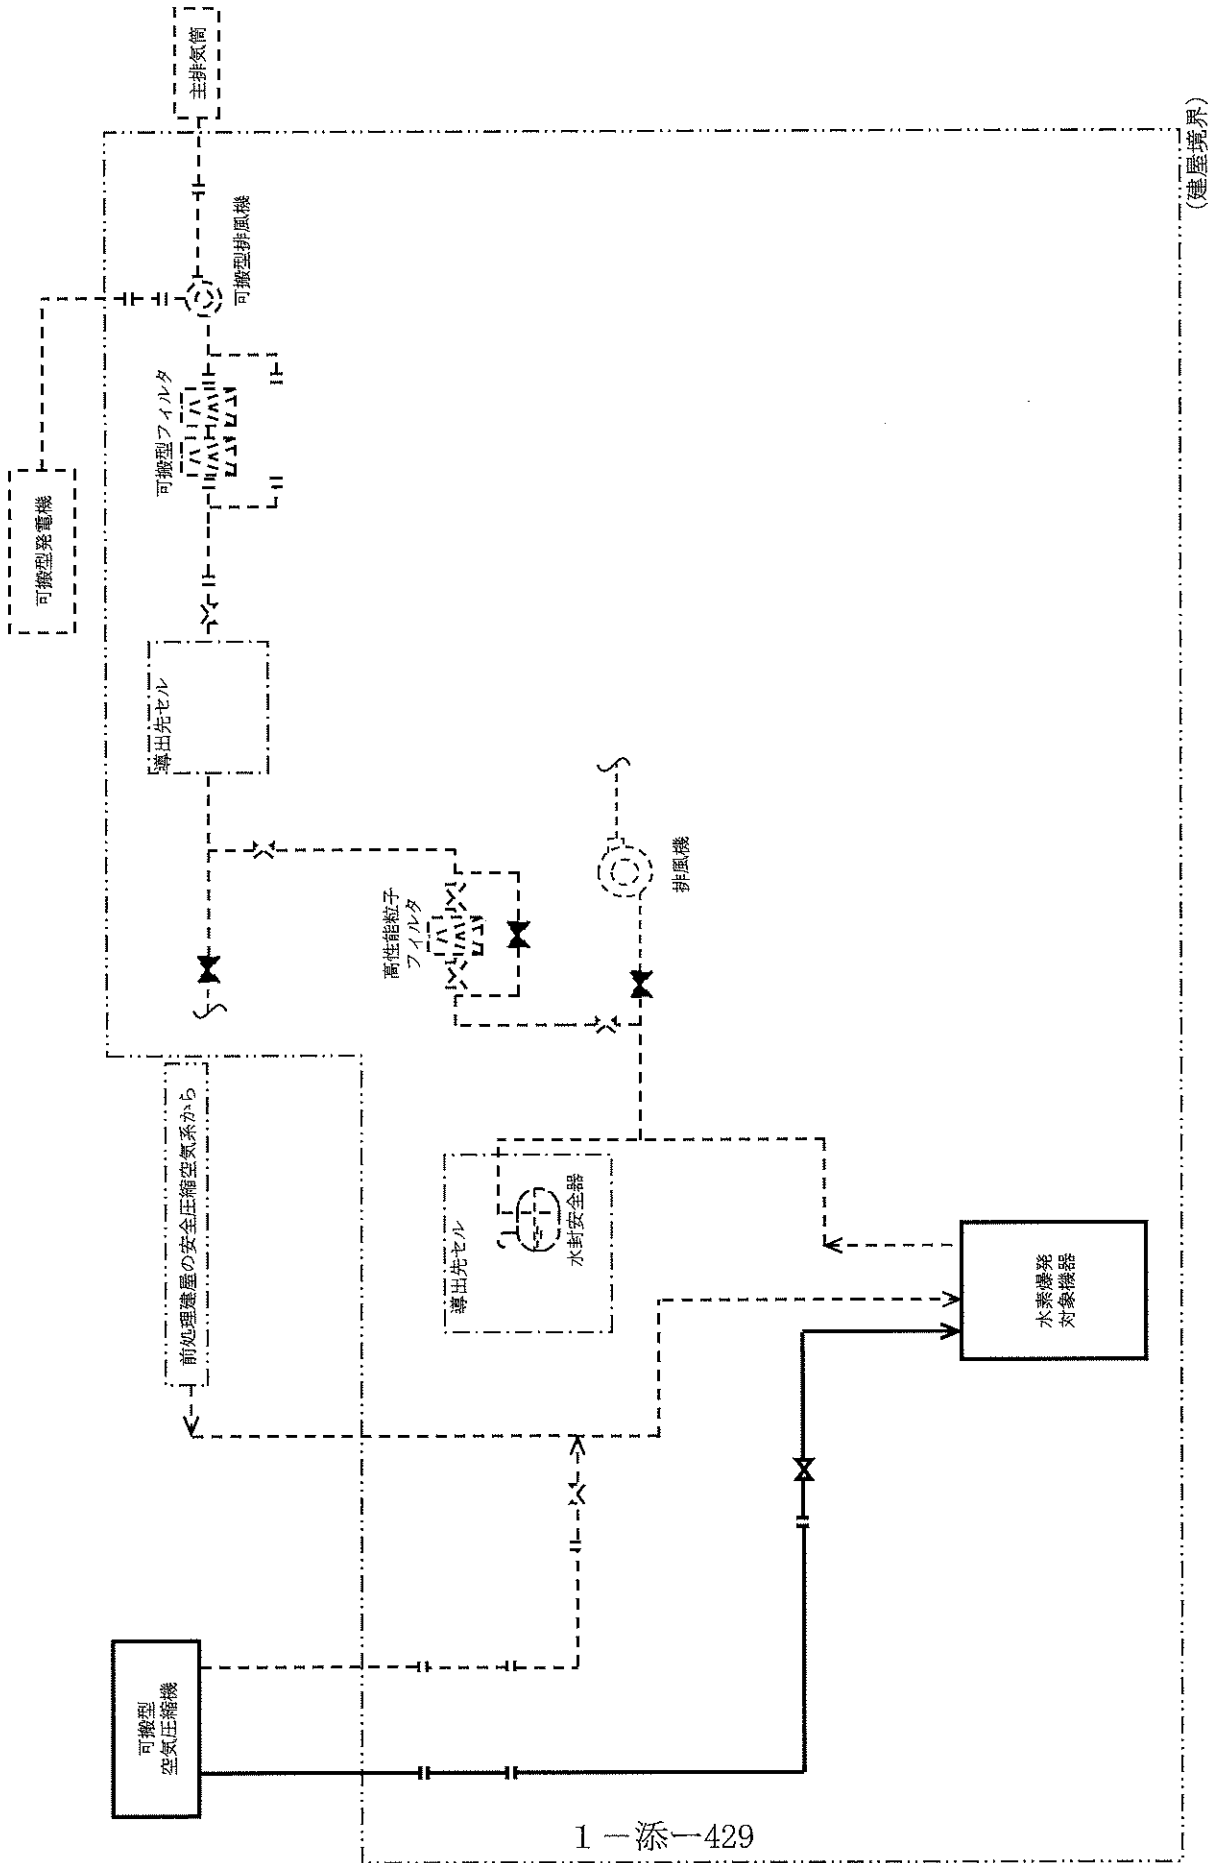 主排気筒
(建屋境界)
可搬型排風機
可搬型フィルタ
可搬型発電機
導出先セル
高性能粒子
フィルタ
排風機
前処理建屋の安全圧縮空気系から
導出先セル
水封安全器
水素爆発
対象機器
可搬型
空気圧縮機
1－添－429